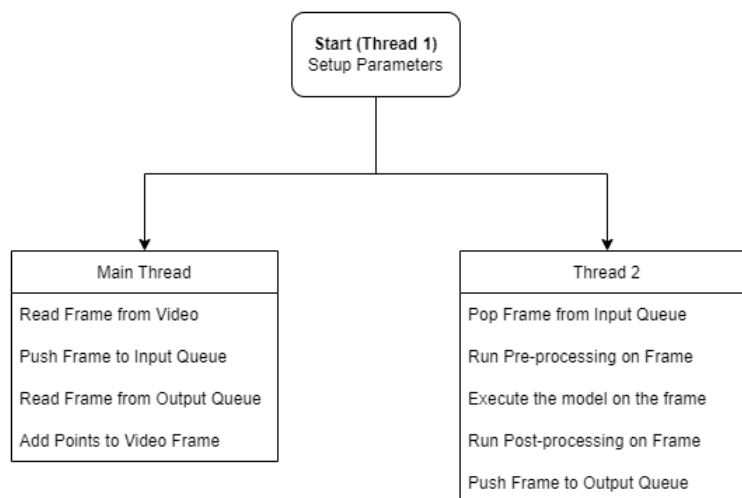 Start (Thread 1)
Setup Parameters
Main Thread
Read Frame from Video
Push Frame to Input Queue
Read Frame from Output Queue
Add Points to Video Frame
Thread 2
Pop Frame from Input Queue
Run Pre-processing on Frame
Execute the model on the frame
Run Post-processing on Frame
Push Frame to Output Queue